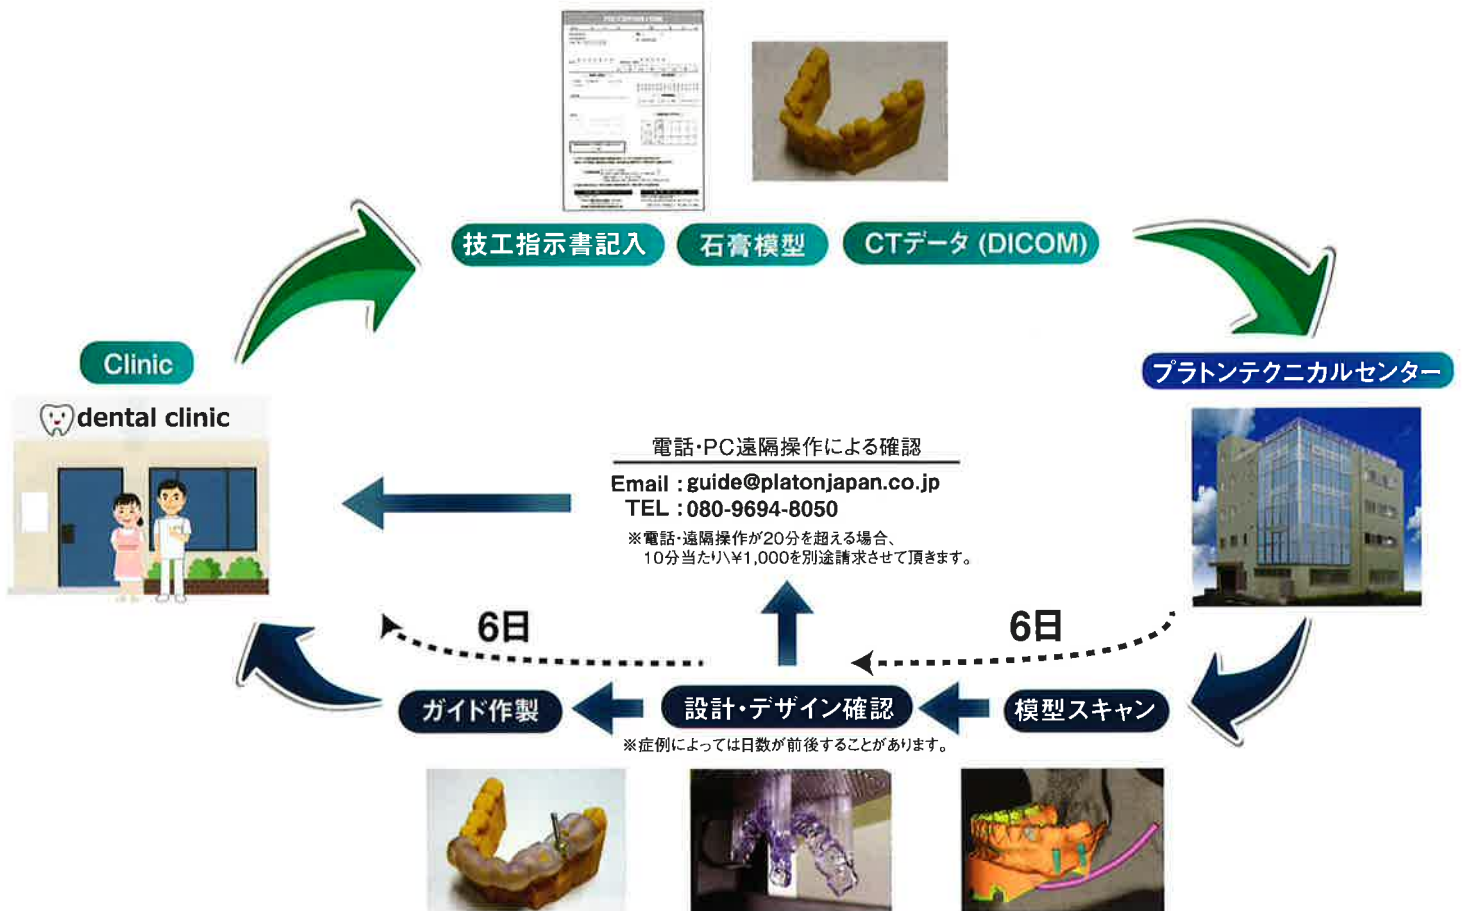 技工指示書記入
石膏模型
CTデータ (DICOM)
Clinic
dental clinic
プラトンテクニカルセンター
電話・PC遠隔操作による確認
Email : guide@platonjapan.co.jp
TEL : 080-9694-8050
※電話・遠隔操作が20分を超える場合、
10分当たり\¥1,000を別途請求させて頂きます。
6日
6日
ガイド作製
設計・デザイン確認
模型スキャン
※症例によっては日数が前後することがあります。